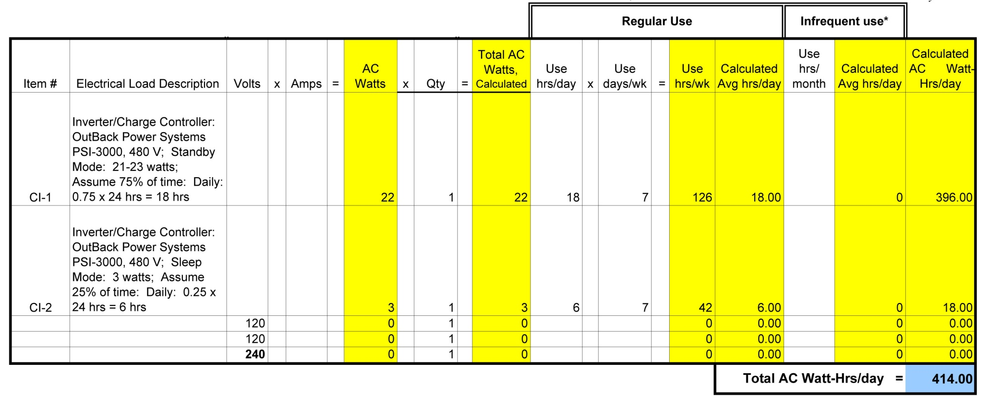 Regular Use Infrequent use*
Total AC Use Calculated
AC Watts, Use Use Use Calculated hrs/ Calculated AC Watt-
Item # Electrical Load Description Volts x Amps = Watts x Qty = Calculated hrs/day x days/wk = hrs/wk Avg hrs/day month Avg hrs/day Hrs/day
Inverter/Charge Controller:
OutBack Power Systems
PSI-3000, 480 V; Standby
Mode: 21-23 watts;
Assume 75% of time: Daily:
CI-1 0.75 x 24 hrs = 18 hrs 22 1 22 18 7 126 18.00 0 396.00
Inverter/Charge Controller:
OutBack Power Systems
PSI-3000, 480 V; Sleep
Mode: 3 watts; Assume
25% of time: Daily: 0.25 x
CI-2 24 hrs = 6 hrs 3 1 3 6 7 42 6.00 0 18.00
120 0 1 0 0 0.00 0 0.00
120 0 1 0 0 0.00 0 0.00
240 0 1 0 0 0.00 0 0.00
Total AC Watt-Hrs/day = 414.00